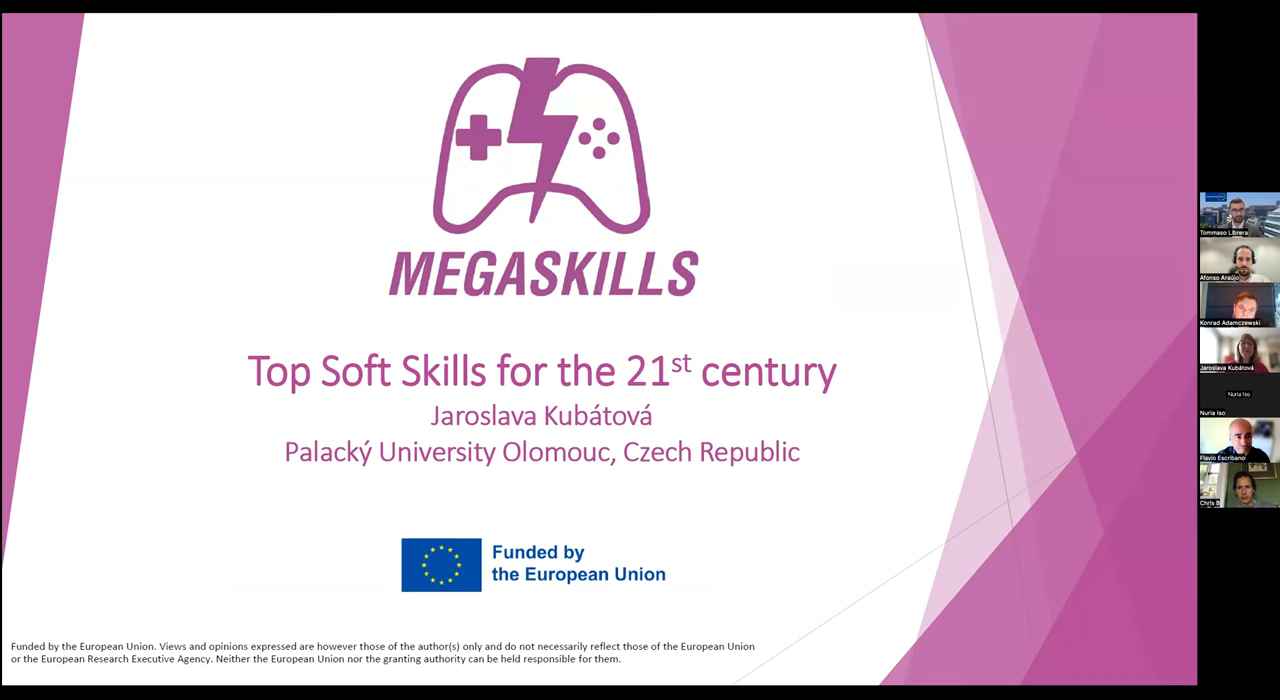 MEGASKILLS
Top Soft Skills for the 21st century
Jaroslava Kubátová
Palacký University Olomouc, Czech Republic
Funded by
the European Union
Funded by the European Union. Views and opinions expressed are however those of the author(s) only and do not necessarily reflect those of the European Union
or the European Research Executive Agency. Neither the European Union nor the granting authority can be held responsible for them.
Tommaso Librera
Afonso Araújo
Konrad Adamczewski
Jaroslava Kubátová
Nuria Iso
Nuria Iso
Flavio Escribano
Chris B